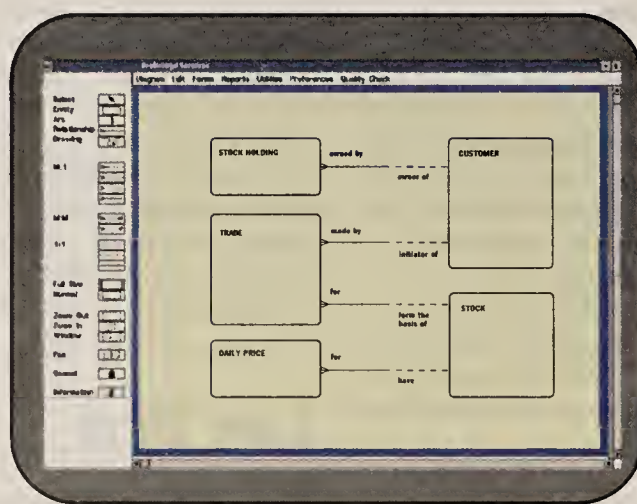 Diagram Edit Forms Reports Utilities Preferences Quality Check
Select
Entity
Arc
Relationship
Drawing
M:1
M:M
1:1
Full Size
Normal
Zoom Out
Zoom In
Window
Pan
Cancel
Information
STOCK HOLDING
owned by
owner of
CUSTOMER
TRADE
made by
initiator of
for
form the
basis of
STOCK
DAILY PRICE
for
have